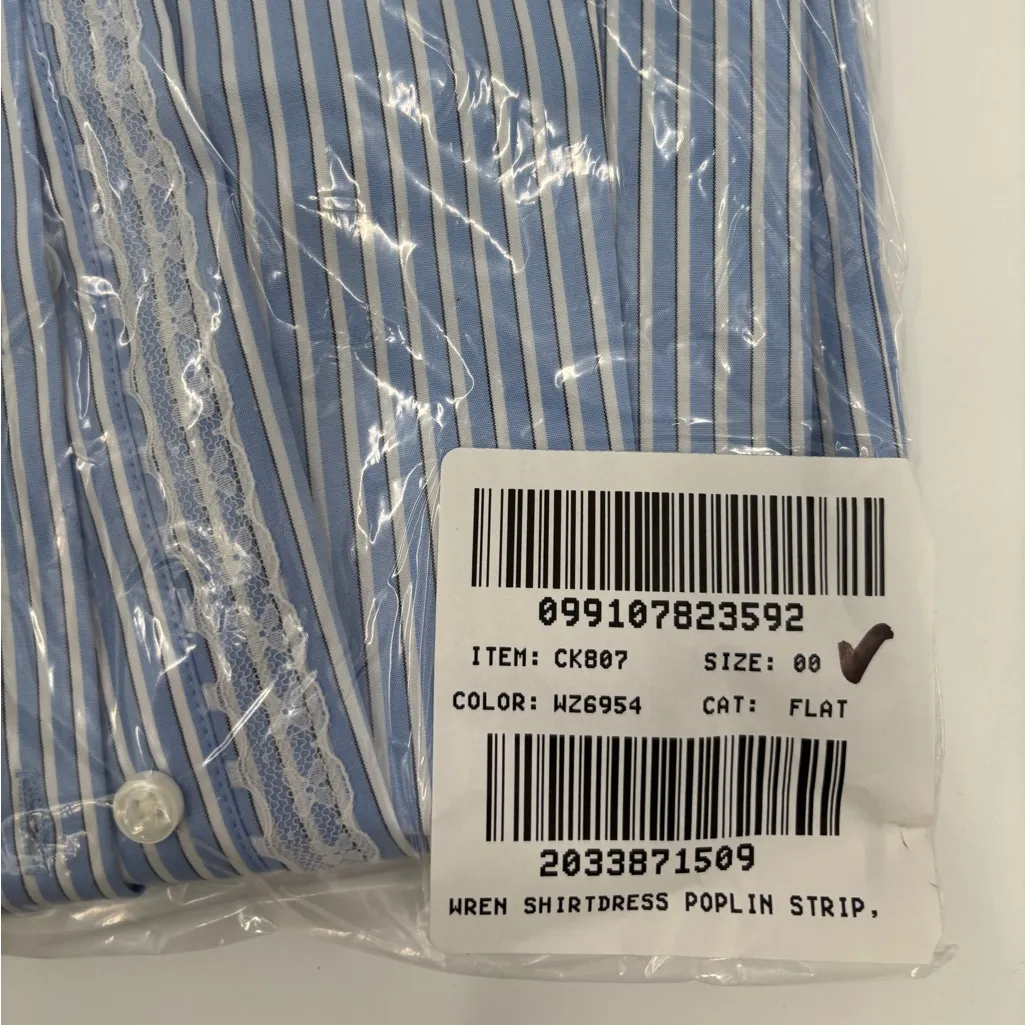 099107823592
ITEM: CK807 SIZE: 00
COLOR: WZ6954 CAT: FLAT
2033871509
WREN SHIRTDRESS POPLIN STRIP,